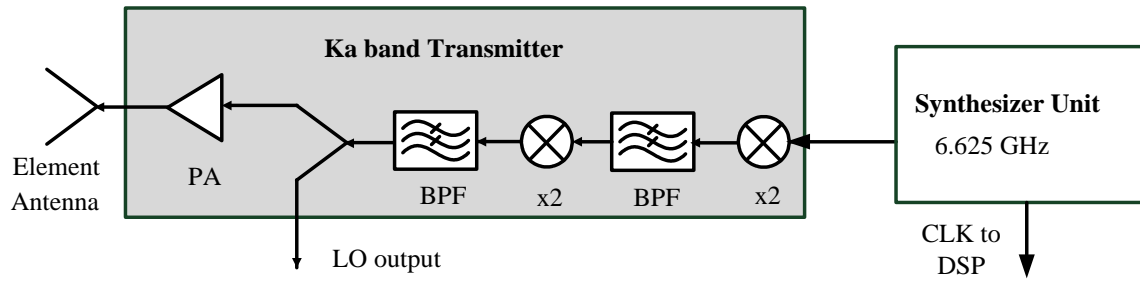 Ka band Transmitter
Synthesizer Unit
6.625 GHz
Element
Antenna
PA
BPF
x2
BPF
x2
LO output
CLK to
DSP